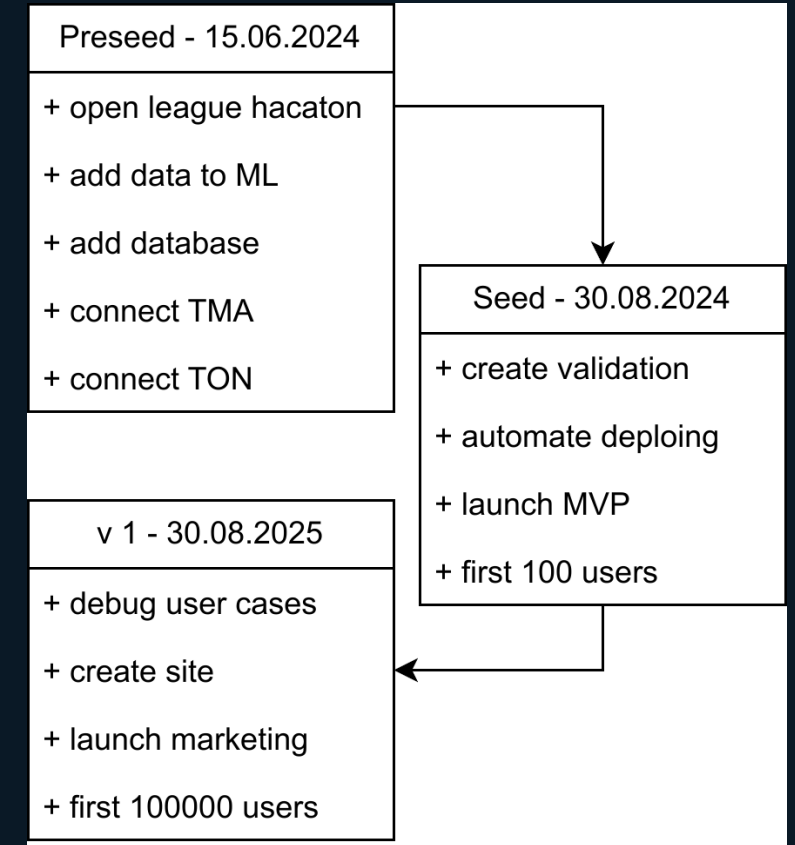 Preseed - 15.06.2024
+ open league hacaton
+ add data to ML
+ add database
+ connect TMA
+ connect TON
Seed - 30.08.2024
+ create validation
+ automate deploing
+ launch MVP
+ first 100 users
v 1 - 30.08.2025
+ debug user cases
+ create site
+ launch marketing
+ first 100000 users